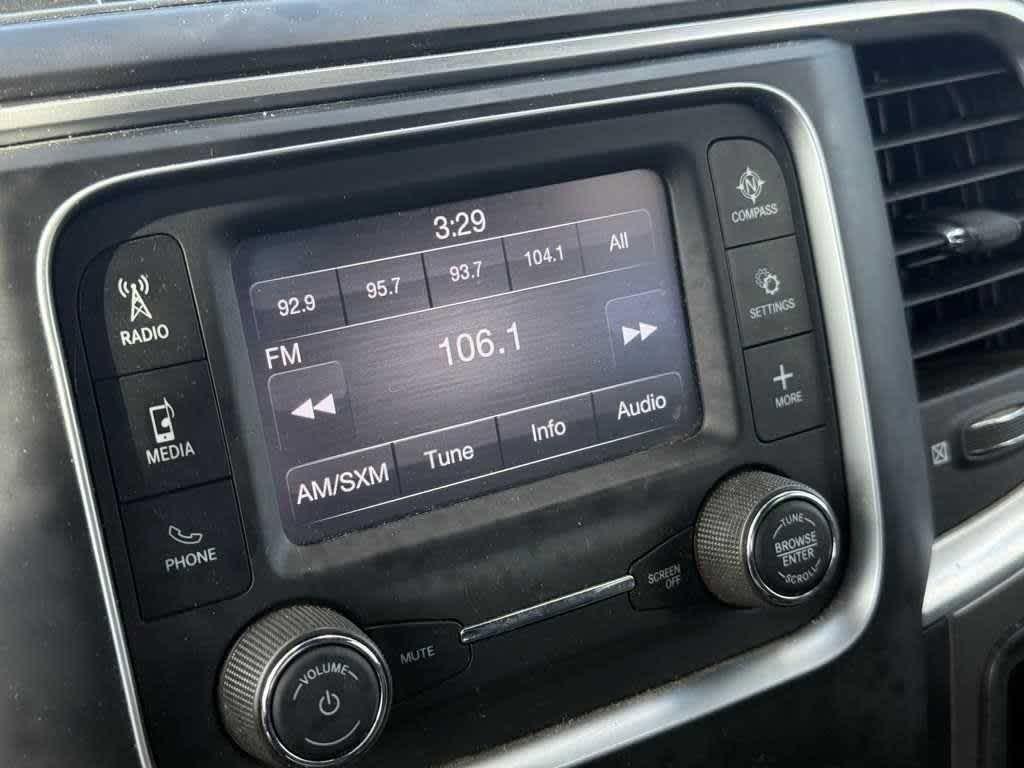 3:29
92.9 95.7 93.7 104.1 All
FM
106.1
AM/SXM Tune Info Audio
RADIO
MEDIA
PHONE
N
COMPASS
SETTINGS
MORE
VOLUME
MUTE
SCREEN
OFF
TUNE
BROWSE
ENTER
SCROLL